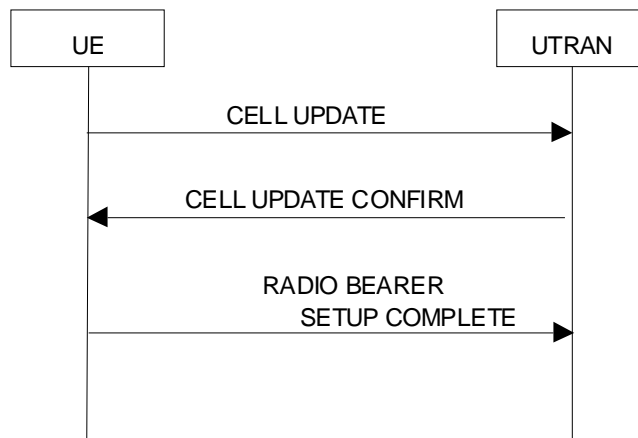 UE
UTRAN
CELL UPDATE
CELL UPDATE CONFIRM
RADIO BEARER
SETUP COMPLETE